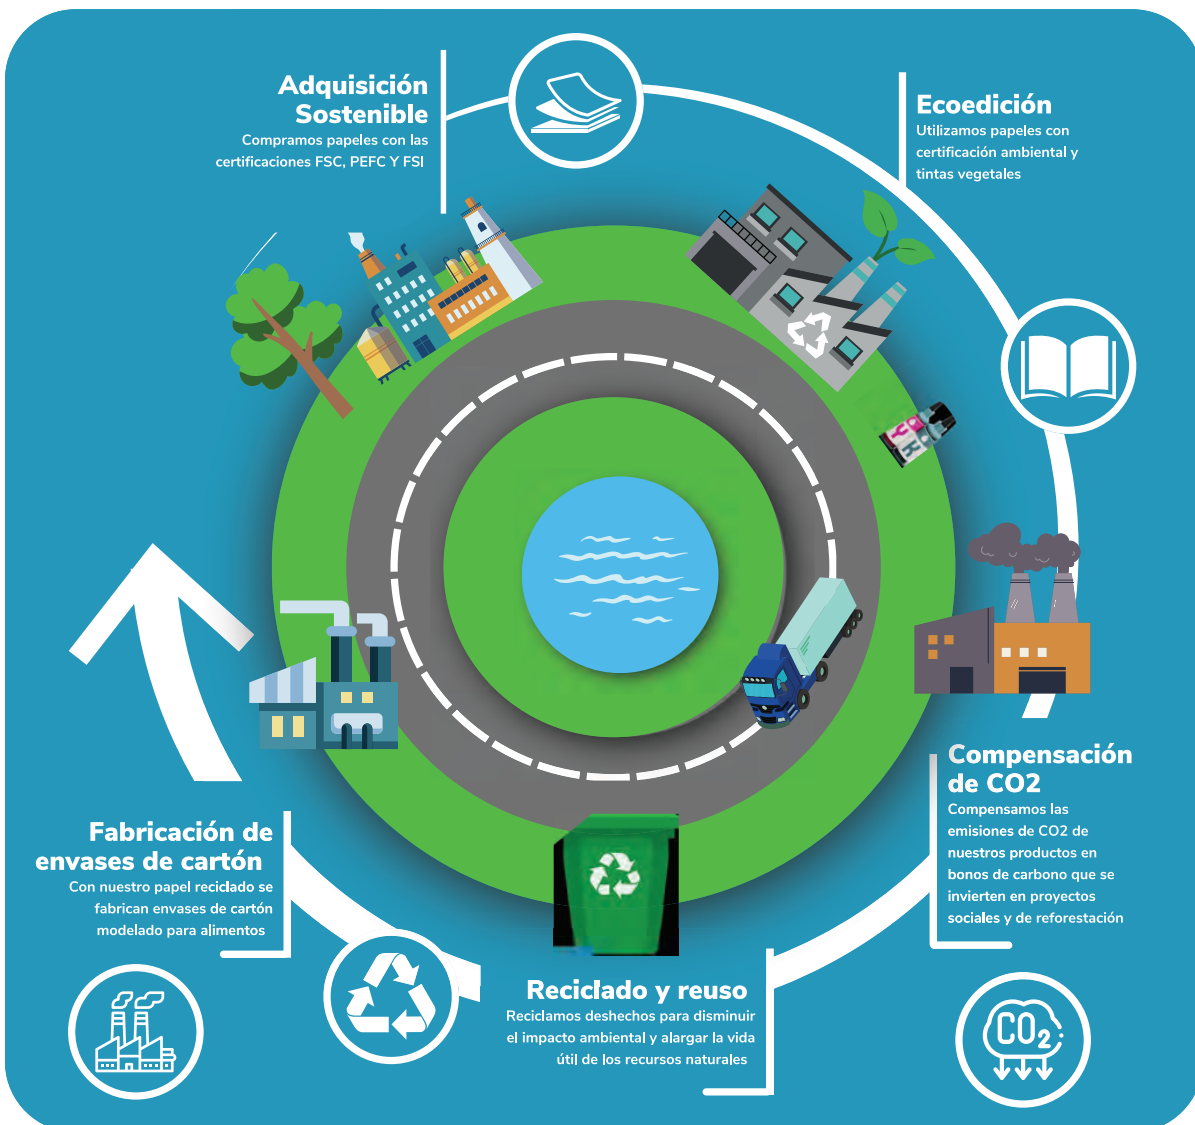 Adquisición
Sostenible
Compramos papeles con las
certificaciones FSC, PEFC Y FSI
Ecoedición
Utilizamos papeles con
certificación ambiental y
tintas vegetales
Compensación
de CO2
Compensamos las
emisiones de CO2 de
nuestros productos en
bonos de carbono que se
invierten en proyectos
sociales y de reforestación
CO2
Reciclado y reuso
Reciclamos deshechos para disminuir
el impacto ambiental y alargar la vida
útil de los recursos naturales
Fabricación de
envases de cartón
Con nuestro papel reciclado se
fabrican envases de cartón
modelado para alimentos